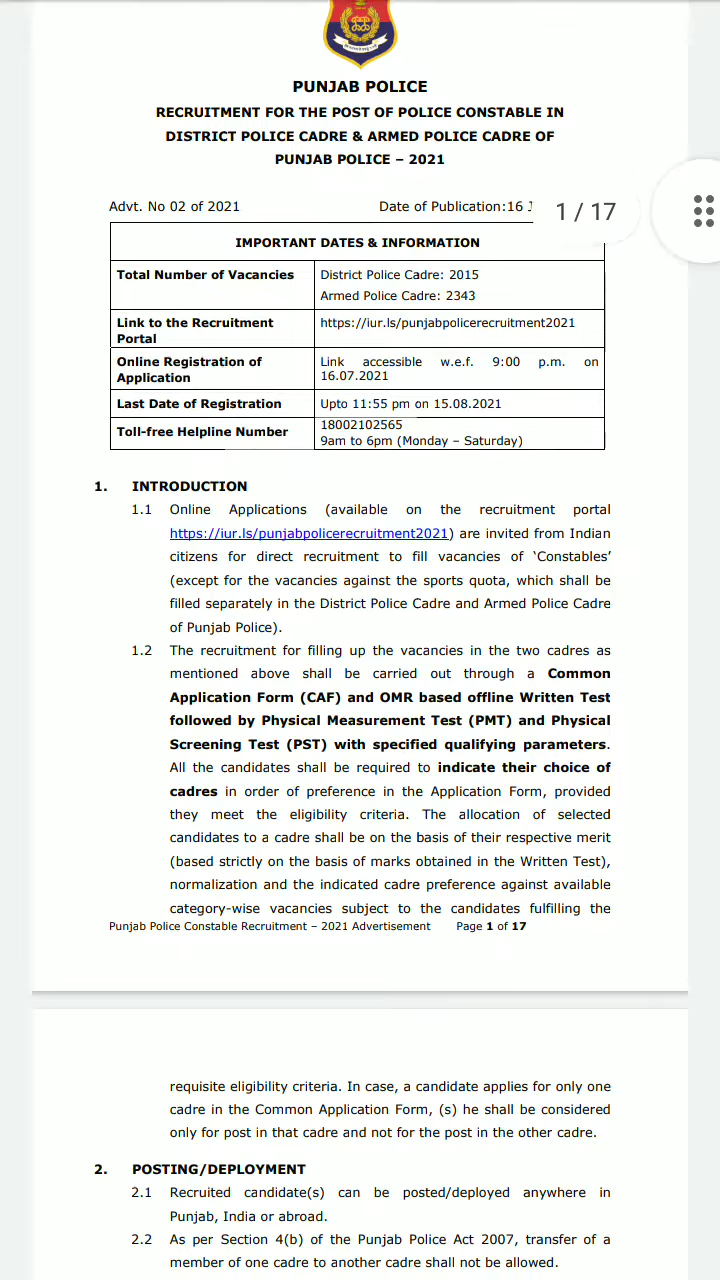 PUNJAB POLICE
RECRUITMENT FOR THE POST OF POLICE CONSTABLE IN
DISTRICT POLICE CADRE & ARMED POLICE CADRE OF
PUNJAB POLICE – 2021
Advt. No 02 of 2021 Date of Publication:16
1 / 17
IMPORTANT DATES & INFORMATION
Total Number of Vacancies District Police Cadre: 2015
Armed Police Cadre: 2343
Link to the Recruitment https://iur.ls/punjabpolicerecruitment2021
Portal
Online Registration of Link accessible w.e.f. 9:00 p.m. on
Application 16.07.2021
Last Date of Registration Upto 11:55 pm on 15.08.2021
Toll-free Helpline Number 18002102565
9am to 6pm (Monday – Saturday)
1. INTRODUCTION
1.1 Online Applications (available on the recruitment portal
https://iur.ls/punjabpolicerecruitment2021) are invited from Indian
citizens for direct recruitment to fill vacancies of ‘Constables’
(except for the vacancies against the sports quota, which shall be
filled separately in the District Police Cadre and Armed Police Cadre
of Punjab Police).
1.2 The recruitment for filling up the vacancies in the two cadres as
mentioned above shall be carried out through a Common
Application Form (CAF) and OMR based offline Written Test
followed by Physical Measurement Test (PMT) and Physical
Screening Test (PST) with specified qualifying parameters.
All the candidates shall be required to indicate their choice of
cadres in order of preference in the Application Form, provided
they meet the eligibility criteria. The allocation of selected
candidates to a cadre shall be on the basis of their respective merit
(based strictly on the basis of marks obtained in the Written Test),
normalization and the indicated cadre preference against available
category-wise vacancies subject to the candidates fulfilling the
Punjab Police Constable Recruitment – 2021 Advertisement Page 1 of 17
requisite eligibility criteria. In case, a candidate applies for only one
cadre in the Common Application Form, (s) he shall be considered
only for post in that cadre and not for the post in the other cadre.
2. POSTING/DEPLOYMENT
2.1 Recruited candidate(s) can be posted/deployed anywhere in
Punjab, India or abroad.
2.2 As per Section 4(b) of the Punjab Police Act 2007, transfer of a
member of one cadre to another cadre shall not be allowed.